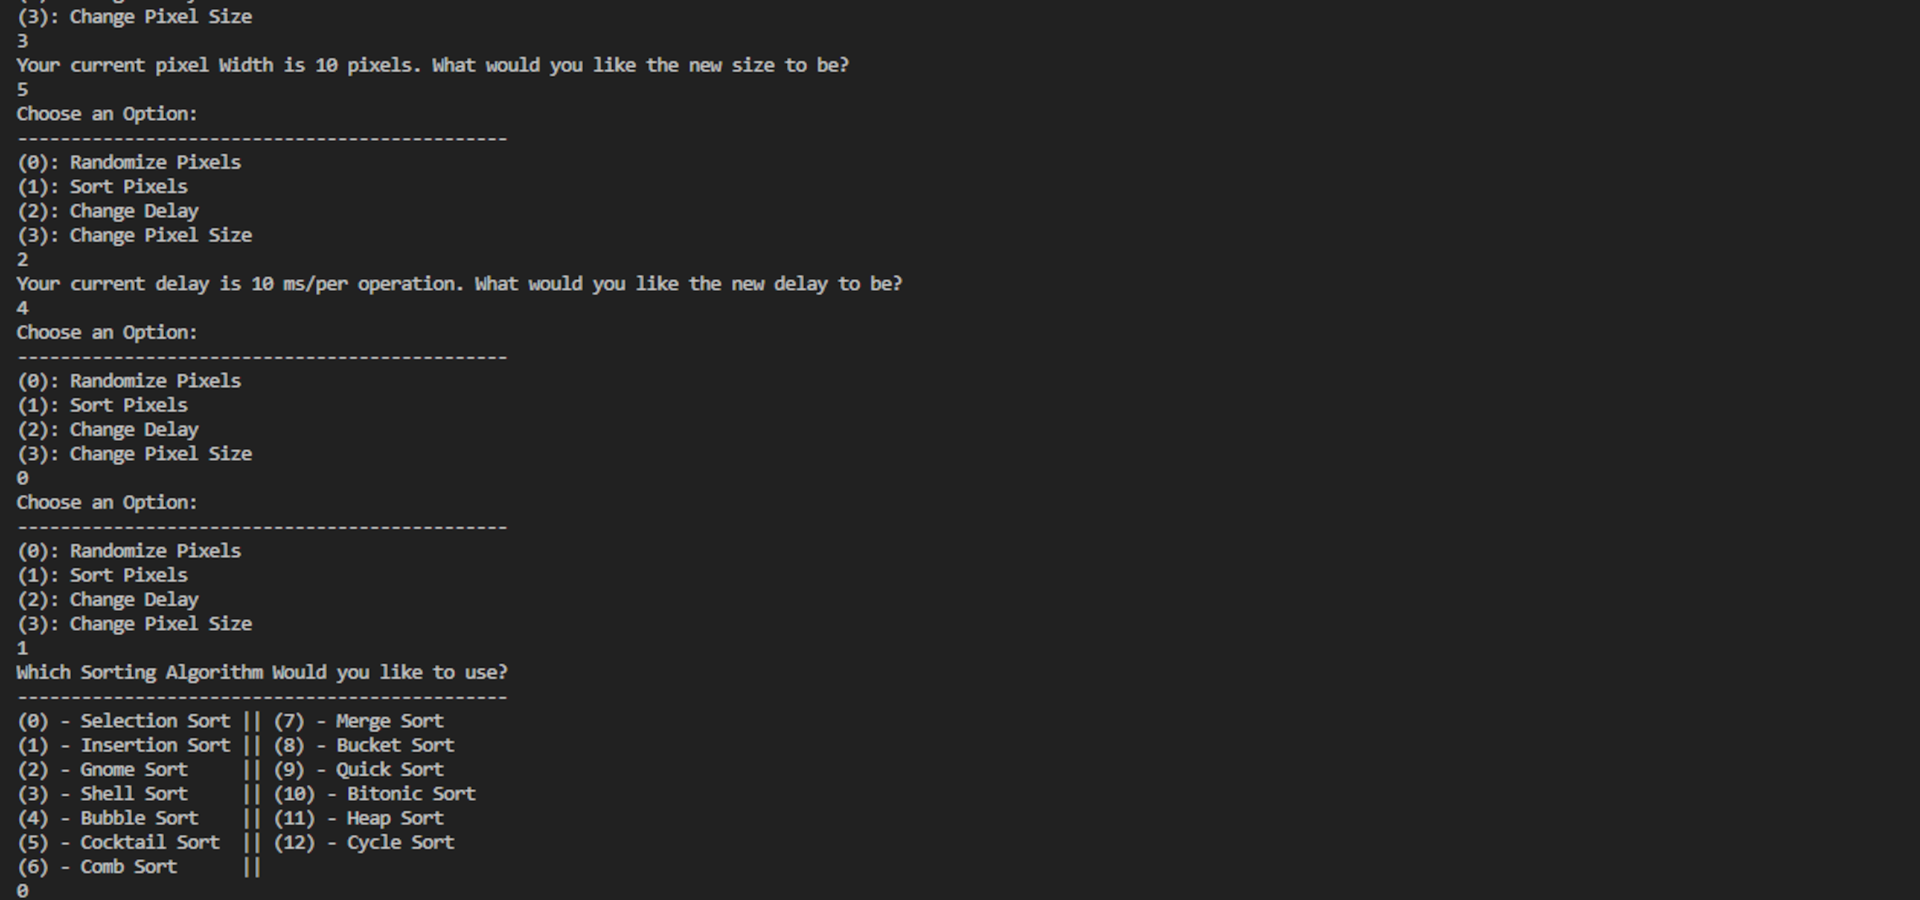 (3): Change Pixel Size
3
Your current pixel Width is 10 pixels. What would you like the new size to be?
5
Choose an Option:
----------------------------------------------
(0): Randomize Pixels
(1): Sort Pixels
(2): Change Delay
(3): Change Pixel Size
2
Your current delay is 10 ms/per operation. What would you like the new delay to be?
4
Choose an Option:
----------------------------------------------
(0): Randomize Pixels
(1): Sort Pixels
(2): Change Delay
(3): Change Pixel Size
0
Choose an Option:
----------------------------------------------
(0): Randomize Pixels
(1): Sort Pixels
(2): Change Delay
(3): Change Pixel Size
1
Which Sorting Algorithm Would you like to use?
----------------------------------------------
(0) - Selection Sort || (7) - Merge Sort
(1) - Insertion Sort || (8) - Bucket Sort
(2) - Gnome Sort     || (9) - Quick Sort
(3) - Shell Sort     || (10) - Bitonic Sort
(4) - Bubble Sort    || (11) - Heap Sort
(5) - Cocktail Sort  || (12) - Cycle Sort
(6) - Comb Sort      ||
0